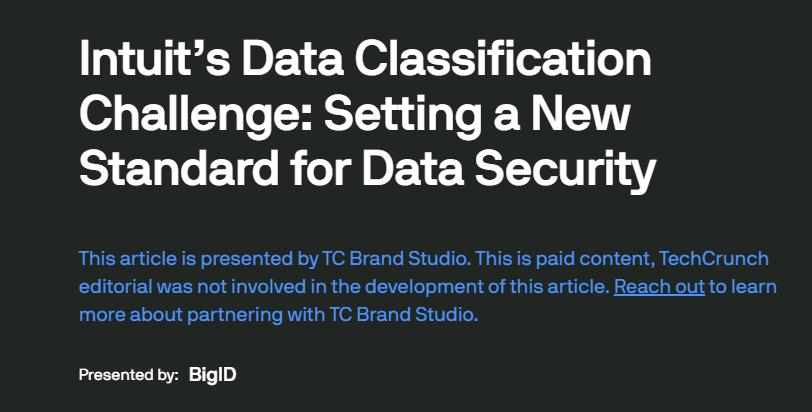 Intuit’s Data Classification
Challenge: Setting a New
Standard for Data Security
This article is presented by TC Brand Studio. This is paid content, TechCrunch
editorial was not involved in the development of this article. Reach out to learn
more about partnering with TC Brand Studio.
Presented by: BigID